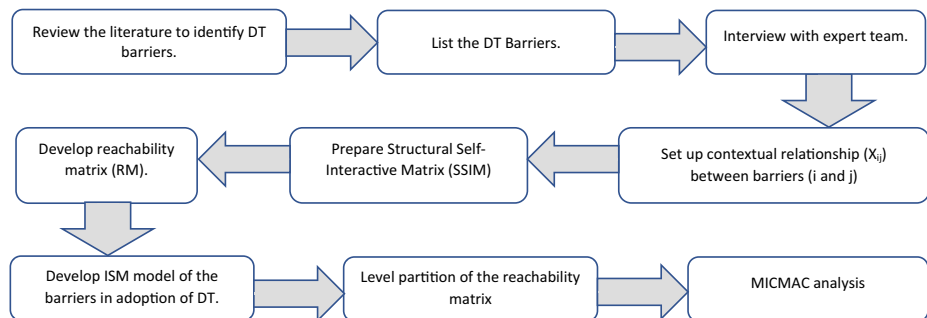 Review the literature to identify DT
barriers.
List the DT Barriers.
Interview with expert team.
Set up contextual relationship (Xij)
between barriers (i and j)
Prepare Structural Self-
Interactive Matrix (SSIM)
Develop reachability
matrix (RM).
Develop ISM model of the
barriers in adoption of DT.
Level partition of the reachability
matrix
MICMAC analysis